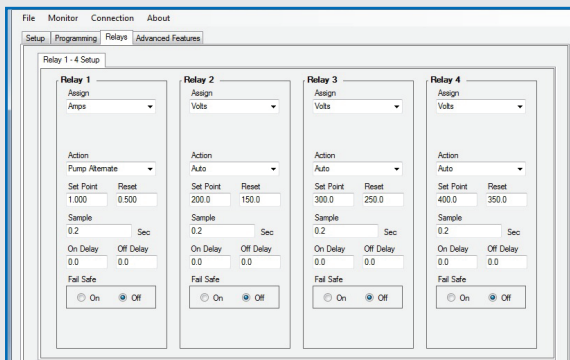 File Monitor Connection About
Setup Programming Relays Advanced Features
Relay 1 - 4 Setup
Relay 1
Assign
Amps
Action
Pump Alternate
Set Point Reset
1.000 0.500
Sample
0.2 Sec
On Delay Off Delay
0.0 0.0
Fail Safe
On Off
Relay 2
Assign
Volts
Action
Auto
Set Point Reset
200.0 150.0
Sample
0.2 Sec
On Delay Off Delay
0.0 0.0
Fail Safe
On Off
Relay 3
Assign
Volts
Action
Auto
Set Point Reset
300.0 250.0
Sample
0.2 Sec
On Delay Off Delay
0.0 0.0
Fail Safe
On Off
Relay 4
Assign
Volts
Action
Auto
Set Point Reset
400.0 350.0
Sample
0.2 Sec
On Delay Off Delay
0.0 0.0
Fail Safe
On Off